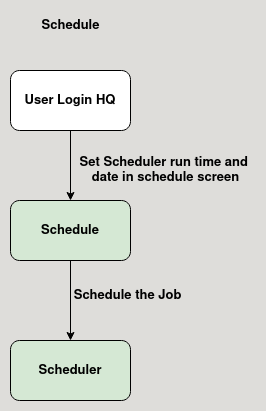 Schedule
User Login HQ
Set Scheduler run time and
date in schedule screen
Schedule
Schedule the Job
Scheduler